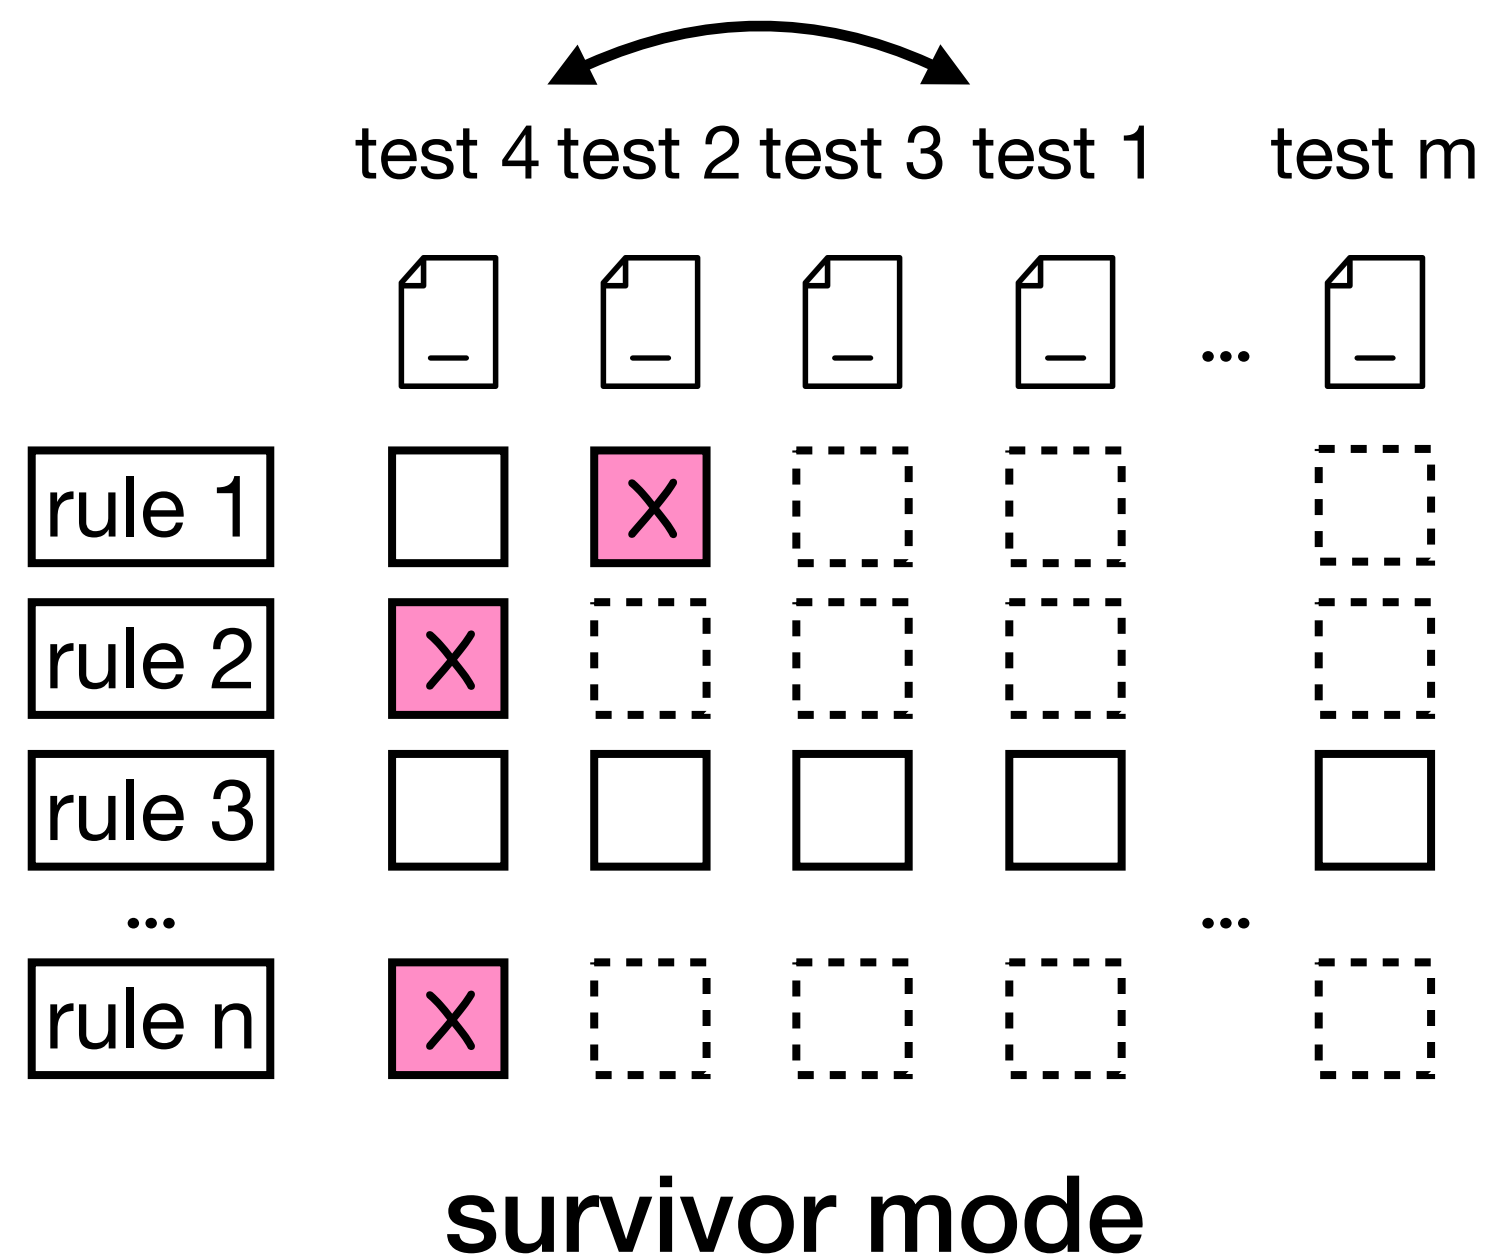 test 4 test 2 test 3 test 1 test m
...
rule 1 X
rule 2 X
rule 3
... ...
rule n X
survivor mode